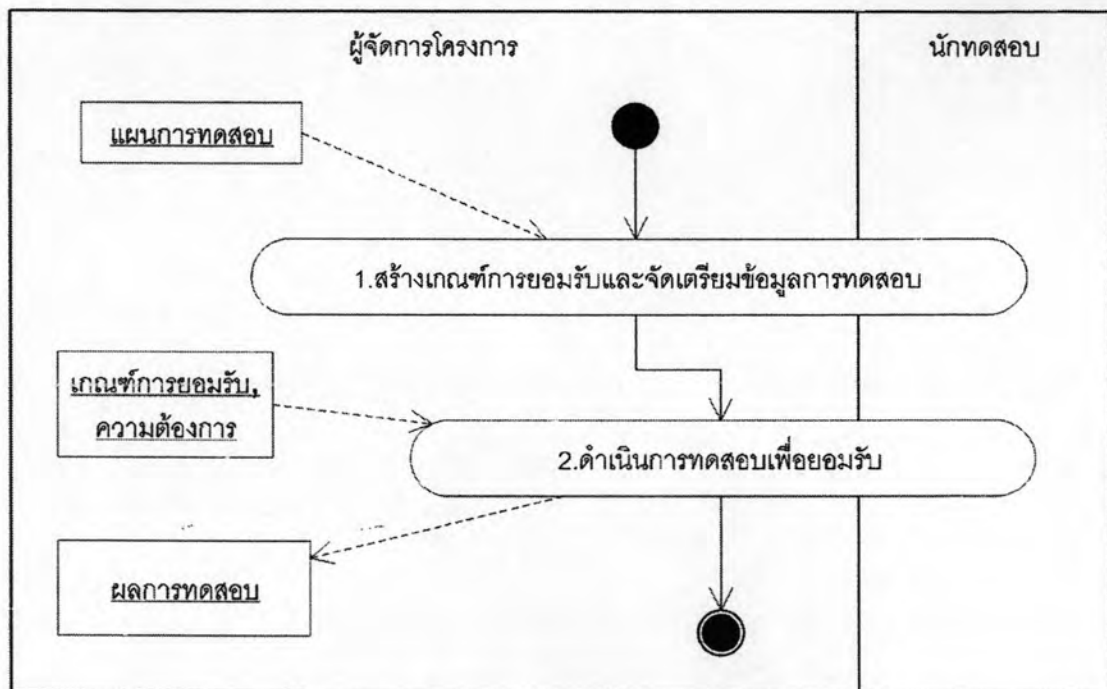 ผู้จัดการโครงการ
นักทดสอบ
แผนการทดสอบ
1.สร้างเกณฑ์การยอมรับและจัดเตรียมข้อมูลการทดสอบ
เกณฑ์การยอมรับ,
ความต้องการ
2.ดำเนินการทดสอบเพื่อยอมรับ
ผลการทดสอบ